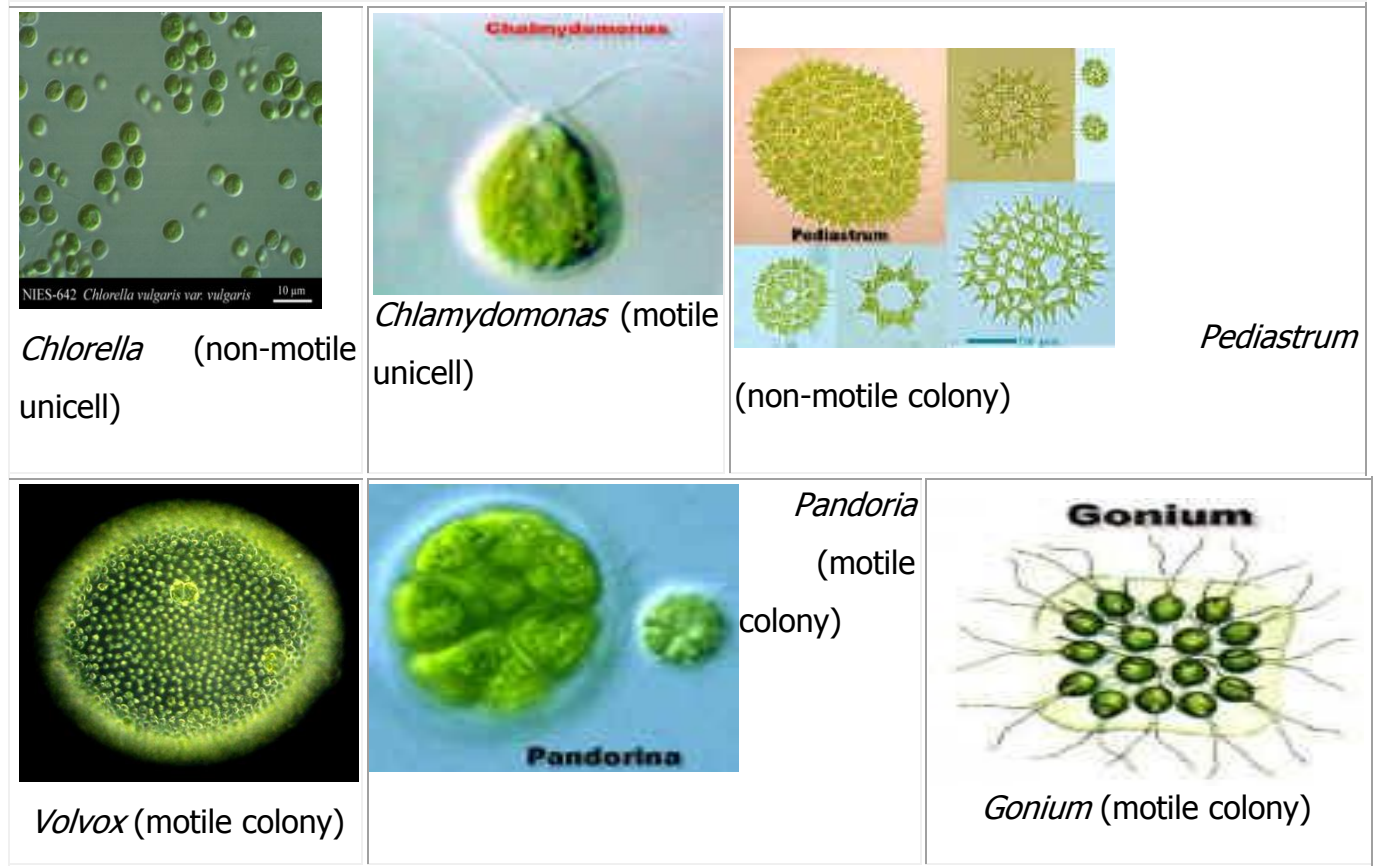 NIES-642 Chlorella vulgaris var. vulgaris 10 µm
Chlorella (non-motile
unicell)
Chalmydomonas
Chlamydomonas (motile
unicell)
Pediastrum
Pediastrum
(non-motile colony)
Volvox (motile colony)
Pandorina
Pandoria
(motile
colony)
Gonium
Gonium (motile colony)